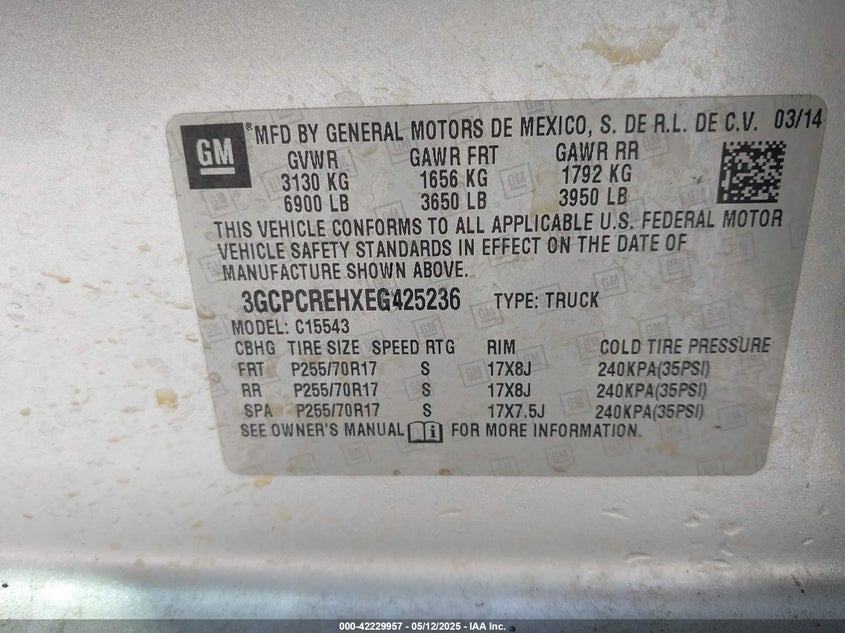 GM ® MFD BY GENERAL MOTORS DE MEXICO, S. DE R.L. DE C.V. 03/14
GVWR GAWR FRT GAWR RR
3130 KG 1656 KG 1792 KG
6900 LB 3650 LB 3950 LB
THIS VEHICLE CONFORMS TO ALL APPLICABLE U.S. FEDERAL MOTOR
VEHICLE SAFETY STANDARDS IN EFFECT ON THE DATE OF
MANUFACTURE SHOWN ABOVE.
3GCPCREHXEG425236 TYPE: TRUCK
MODEL: C15543
CBHG TIRE SIZE SPEED RTG RIM COLD TIRE PRESSURE
FRT P255/70R17 S 17X8J 240KPA(35PSI)
RR P255/70R17 S 17X8J 240KPA(35PSI)
SPA P255/70R17 S 17X7.5J 240KPA(35PSI)
SEE OWNER'S MANUAL FOR MORE INFORMATION.
000-42229957 - 05/12/2025 - IAA Inc.